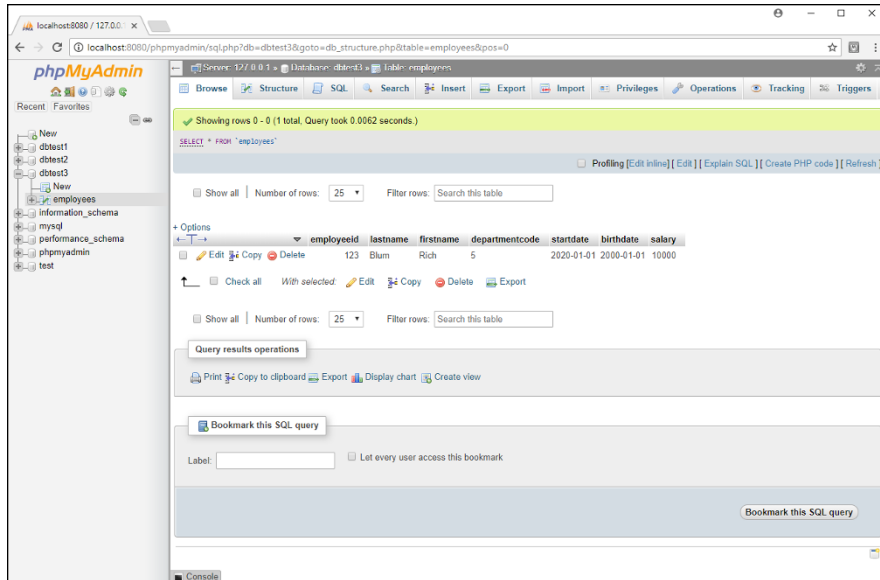 localhost:8080 / 127.0.0.1
localhost:8080/phpmyadmin/sql.php?db=dbtest3&goto=db_structure.php&table=employees&pos=0
phpMyAdmin
Recent Favorites
New
dbtest1
dbtest2
dbtest3
New
employees
information_schema
mysql
performance_schema
phpmyadmin
test
Server: 127.0.0.1 » Database: dbtest3 » Table: employees
Browse Structure SQL Search Insert Export Import Privileges Operations Tracking Triggers
Showing rows 0 - 0 (1 total, Query took 0.0062 seconds.)
SELECT * FROM `employees`
Profiling [Edit inline] [ Edit ] [ Explain SQL ] [ Create PHP code ] [ Refresh ]
Show all Number of rows: 25 Filter rows: Search this table
+ Options
←T→ employeeid lastname firstname departmentcode startdate birthdate salary
Edit Copy Delete 123 Blum Rich 5 2020-01-01 2000-01-01 10000
Check all With selected: Edit Copy Delete Export
Show all Number of rows: 25 Filter rows: Search this table
Query results operations
Print Copy to clipboard Export Display chart Create view
Bookmark this SQL query
Label: Let every user access this bookmark
Bookmark this SQL query
Console